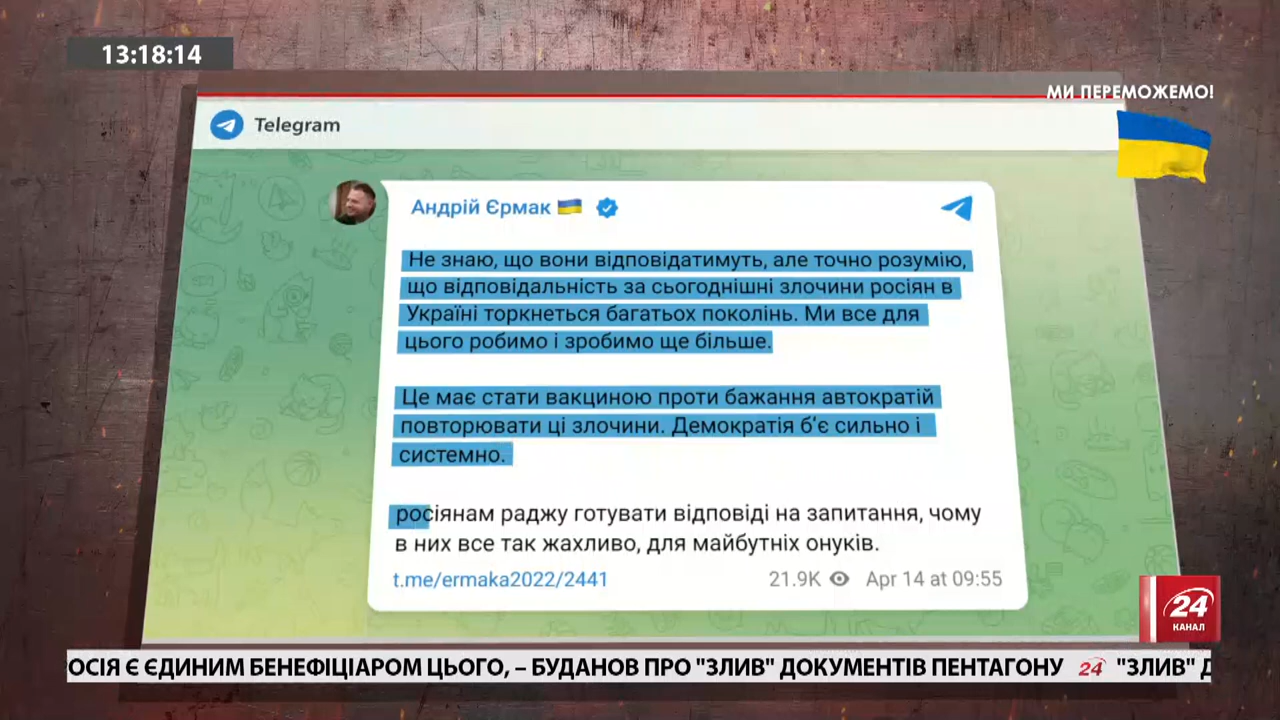 13:18:14
МИ ПЕРЕМОЖЕМО!
Telegram
Андрій Єрмак
Не знаю, що вони відповідатимуть, але точно розумію,
що відповідальність за сьогоднішні злочини росіян в
Україні торкнеться багатьох поколінь. Ми все для
цього робимо і зробимо ще більше.
Це має стати вакциною проти бажання автократій
повторювати ці злочини. Демократія б‘є сильно і
системно.
росіянам раджу готувати відповіді на запитання, чому
в них все так жахливо, для майбутніх онуків.
t.me/ermaka2022/2441 21.9K Apr 14 at 09:55
24
КАНАЛ
РОСІЯ Є ЄДИНИМ БЕНЕФІЦІАРОМ ЦЬОГО, – БУДАНОВ ПРО "ЗЛИВ" ДОКУМЕНТІВ ПЕНТАГОНУ 24 "ЗЛИВ"